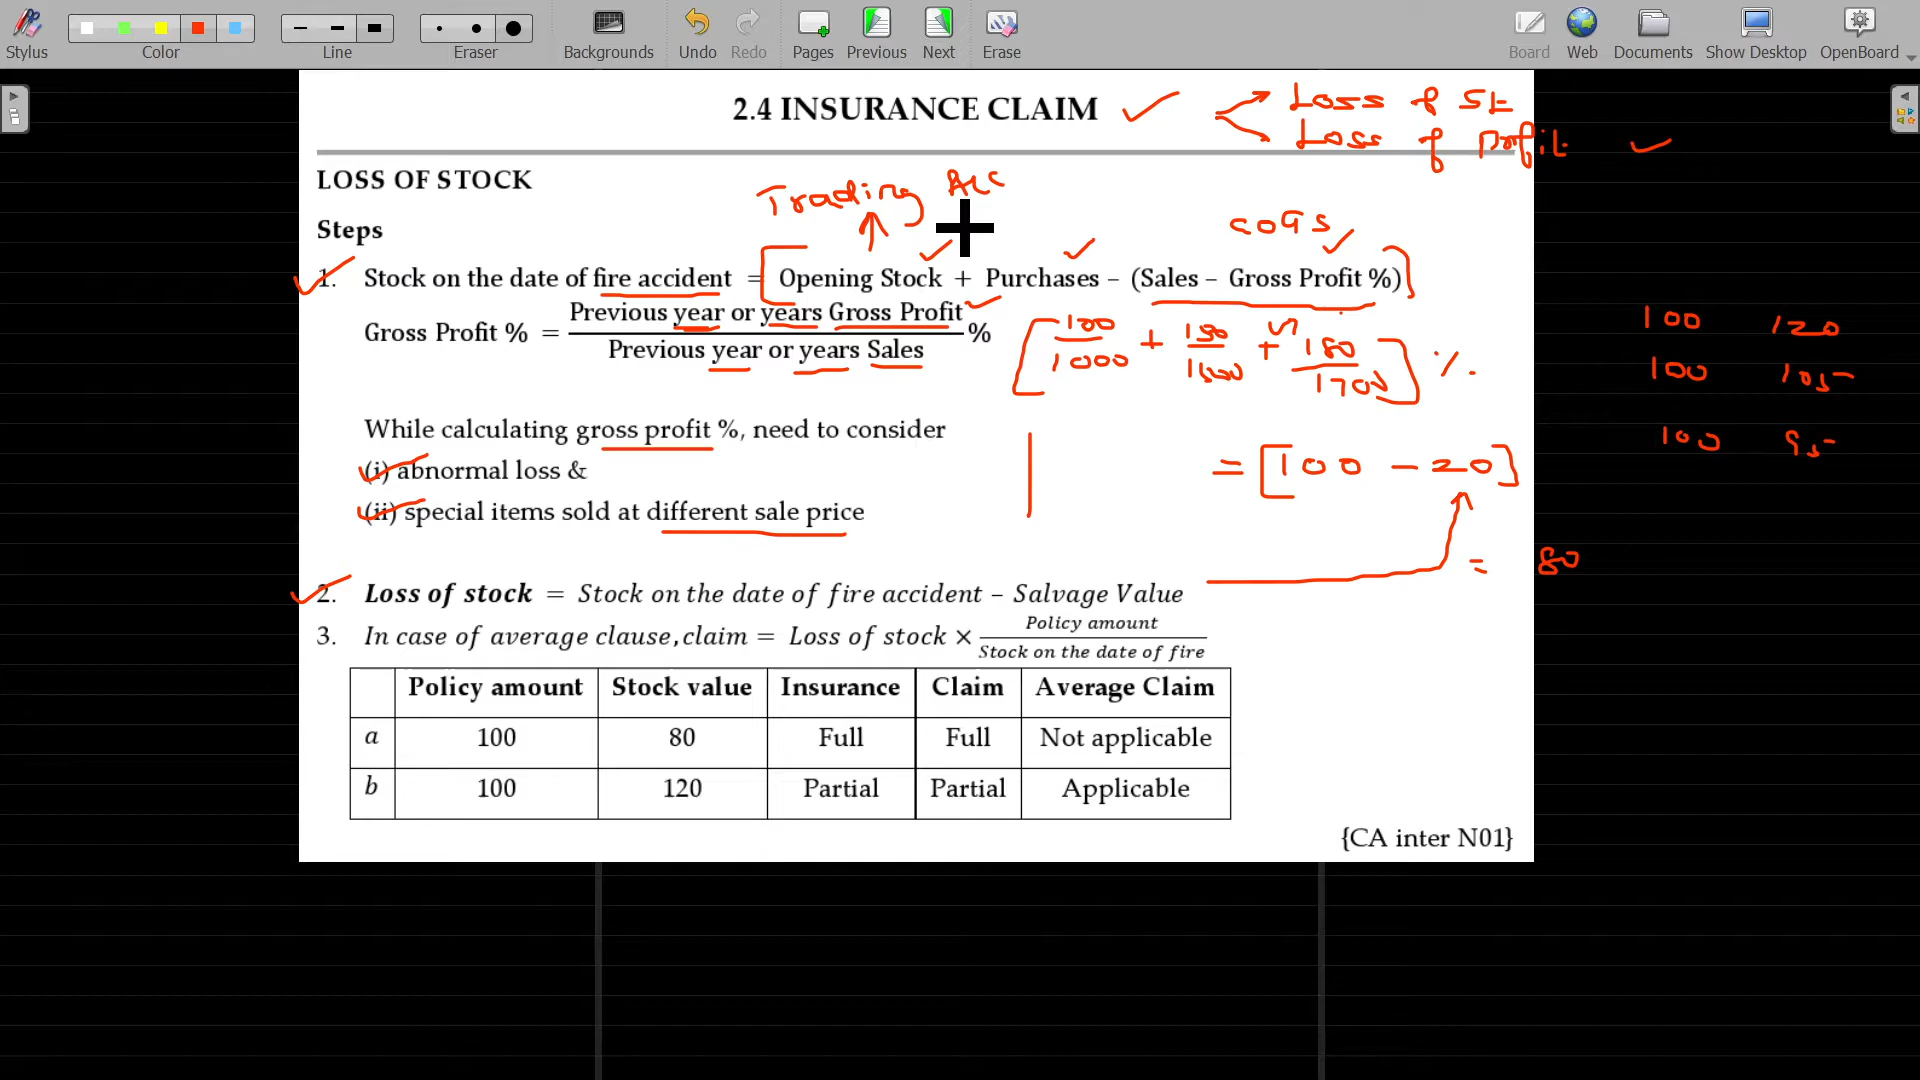 Stylus Color Line Eraser Backgrounds Undo Redo Pages Previous Next Erase Board Web Documents Show Desktop OpenBoard
2.4 INSURANCE CLAIM
Loss of St
Loss of Profit
LOSS OF STOCK
Trading Acc
Steps
COGS
1. Stock on the date of fire accident = [Opening Stock + Purchases – (Sales – Gross Profit %)]
Gross Profit % = Previous year or years Gross Profit / Previous year or years Sales %
[100/1000 + 150/1500 + 180/1700] %
100 120
100 105
100 95
While calculating gross profit %, need to consider
(i) abnormal loss &
= [100 - 20]
(ii) special items sold at different sale price
= 80
2. Loss of stock = Stock on the date of fire accident – Salvage Value
3. In case of average clause, claim = Loss of stock × Policy amount / Stock on the date of fire
Policy amount Stock value Insurance Claim Average Claim
a 100 80 Full Full Not applicable
b 100 120 Partial Partial Applicable
{CA inter N01}